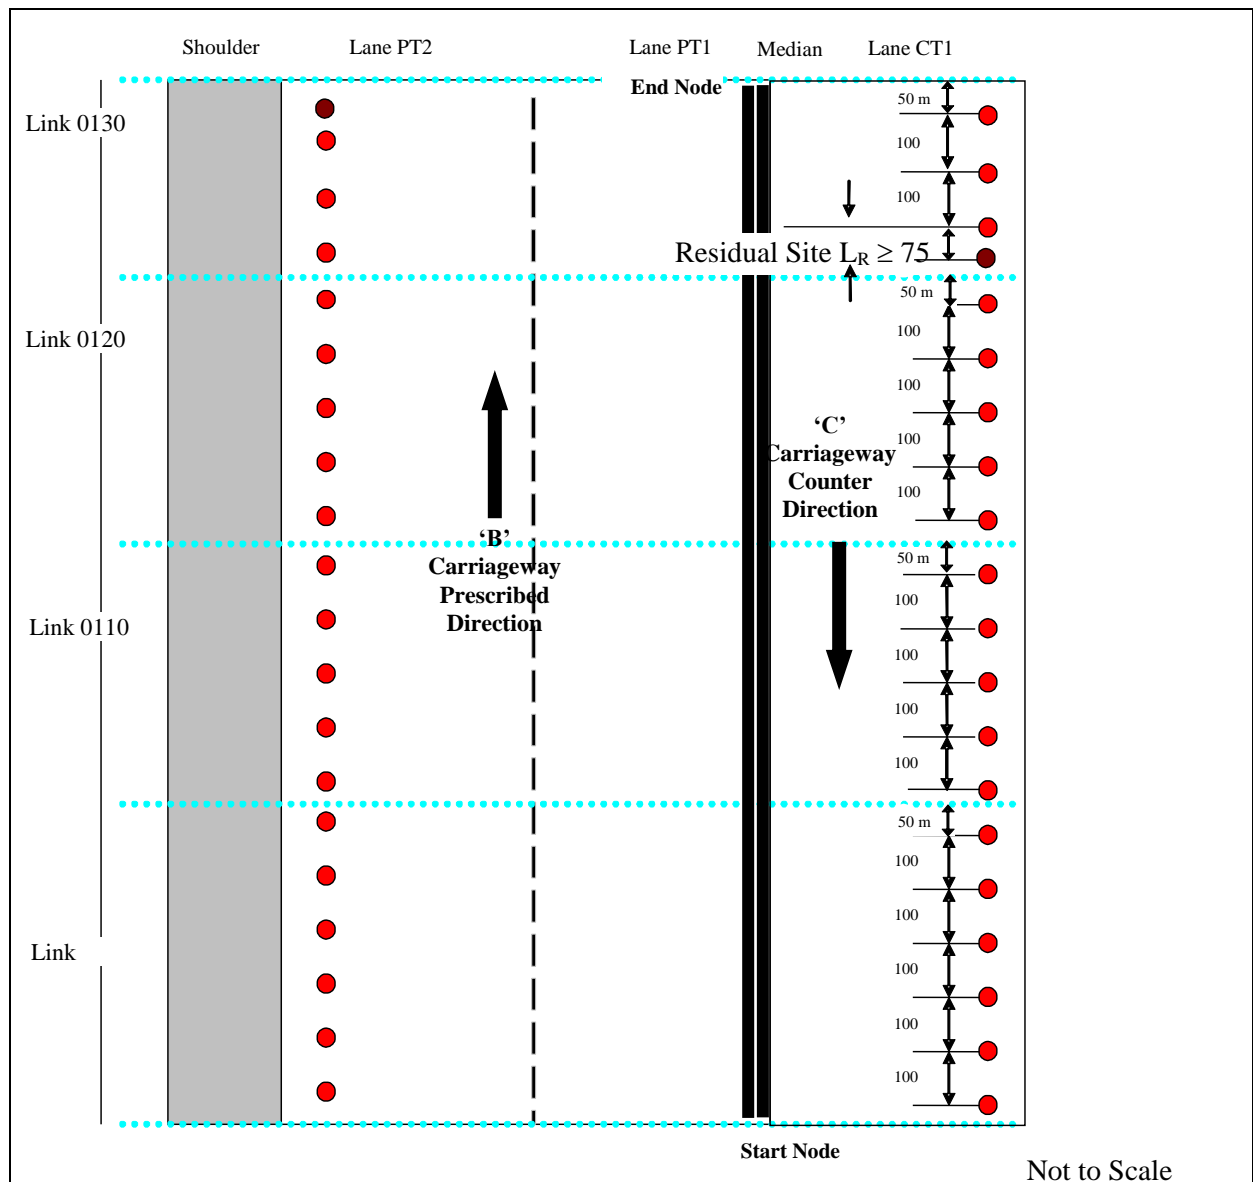 Shoulder Lane PT2 Lane PT1 Median Lane CT1
End Node
Link 0130
50 m
100
100
Residual Site LR ≥ 75
50 m
Link 0120
100
100
100
100
‘C’
Carriageway
Counter
Direction
‘B’
Carriageway
Prescribed
Direction
50 m
Link 0110
100
100
100
100
50 m
Link
100
100
100
100
100
Start Node
Not to Scale